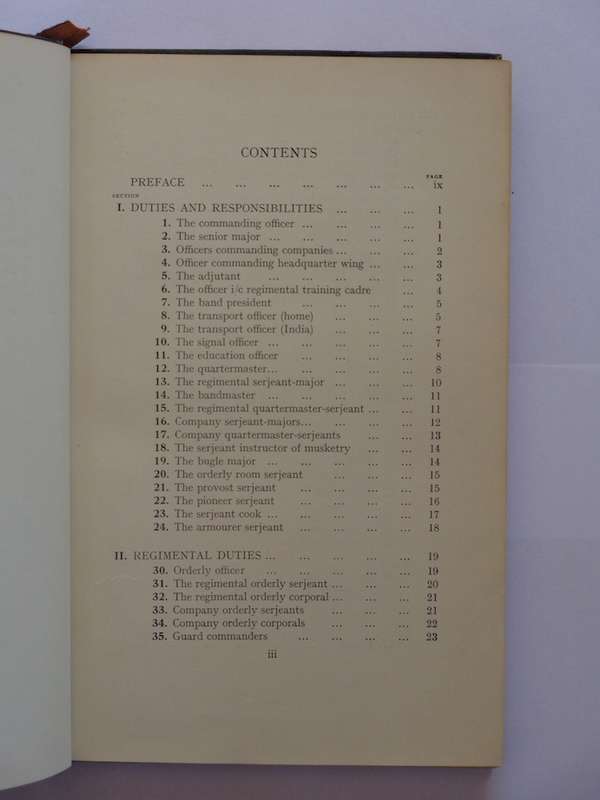 CONTENTS
PAGE
PREFACE ... ... ... ... ... ... ... ix
SECTION
I. DUTIES AND RESPONSIBILITIES ... ... ... 1
1. The commanding officer ... ... ... ... 1
2. The senior major ... ... ... ... ... 1
3. Officers commanding companies ... ... ... 2
4. Officer commanding headquarter wing ... ... 3
5. The adjutant ... ... ... ... ... 3
6. The officer i/c regimental training cadre ... 4
7. The band president ... ... ... ... 5
8. The transport officer (home) ... ... ... 5
9. The transport officer (India) ... ... ... 7
10. The signal officer ... ... ... ... ... 7
11. The education officer ... ... ... ... 8
12. The quartermaster... ... ... ... ... 8
13. The regimental serjeant-major ... ... ... 10
14. The bandmaster ... ... ... ... ... 11
15. The regimental quartermaster-serjeant ... ... 11
16. Company serjeant-majors... ... ... ... 12
17. Company quartermaster-serjeants ... ... 13
18. The serjeant instructor of musketry ... ... 14
19. The bugle major ... ... ... ... ... 14
20. The orderly room serjeant ... ... ... 15
21. The provost serjeant ... ... ... ... 15
22. The pioneer serjeant ... ... ... ... 16
23. The serjeant cook ... ... ... ... ... 17
24. The armourer serjeant ... ... ... ... 18
II. REGIMENTAL DUTIES ... ... ... ... ... 19
30. Orderly officer ... ... ... ... ... 19
31. The regimental orderly serjeant ... ... ... 20
32. The regimental orderly corporal ... ... ... 21
33. Company orderly serjeants ... ... ... 21
34. Company orderly corporals ... ... ... 22
35. Guard commanders ... ... ... ... 23
iii